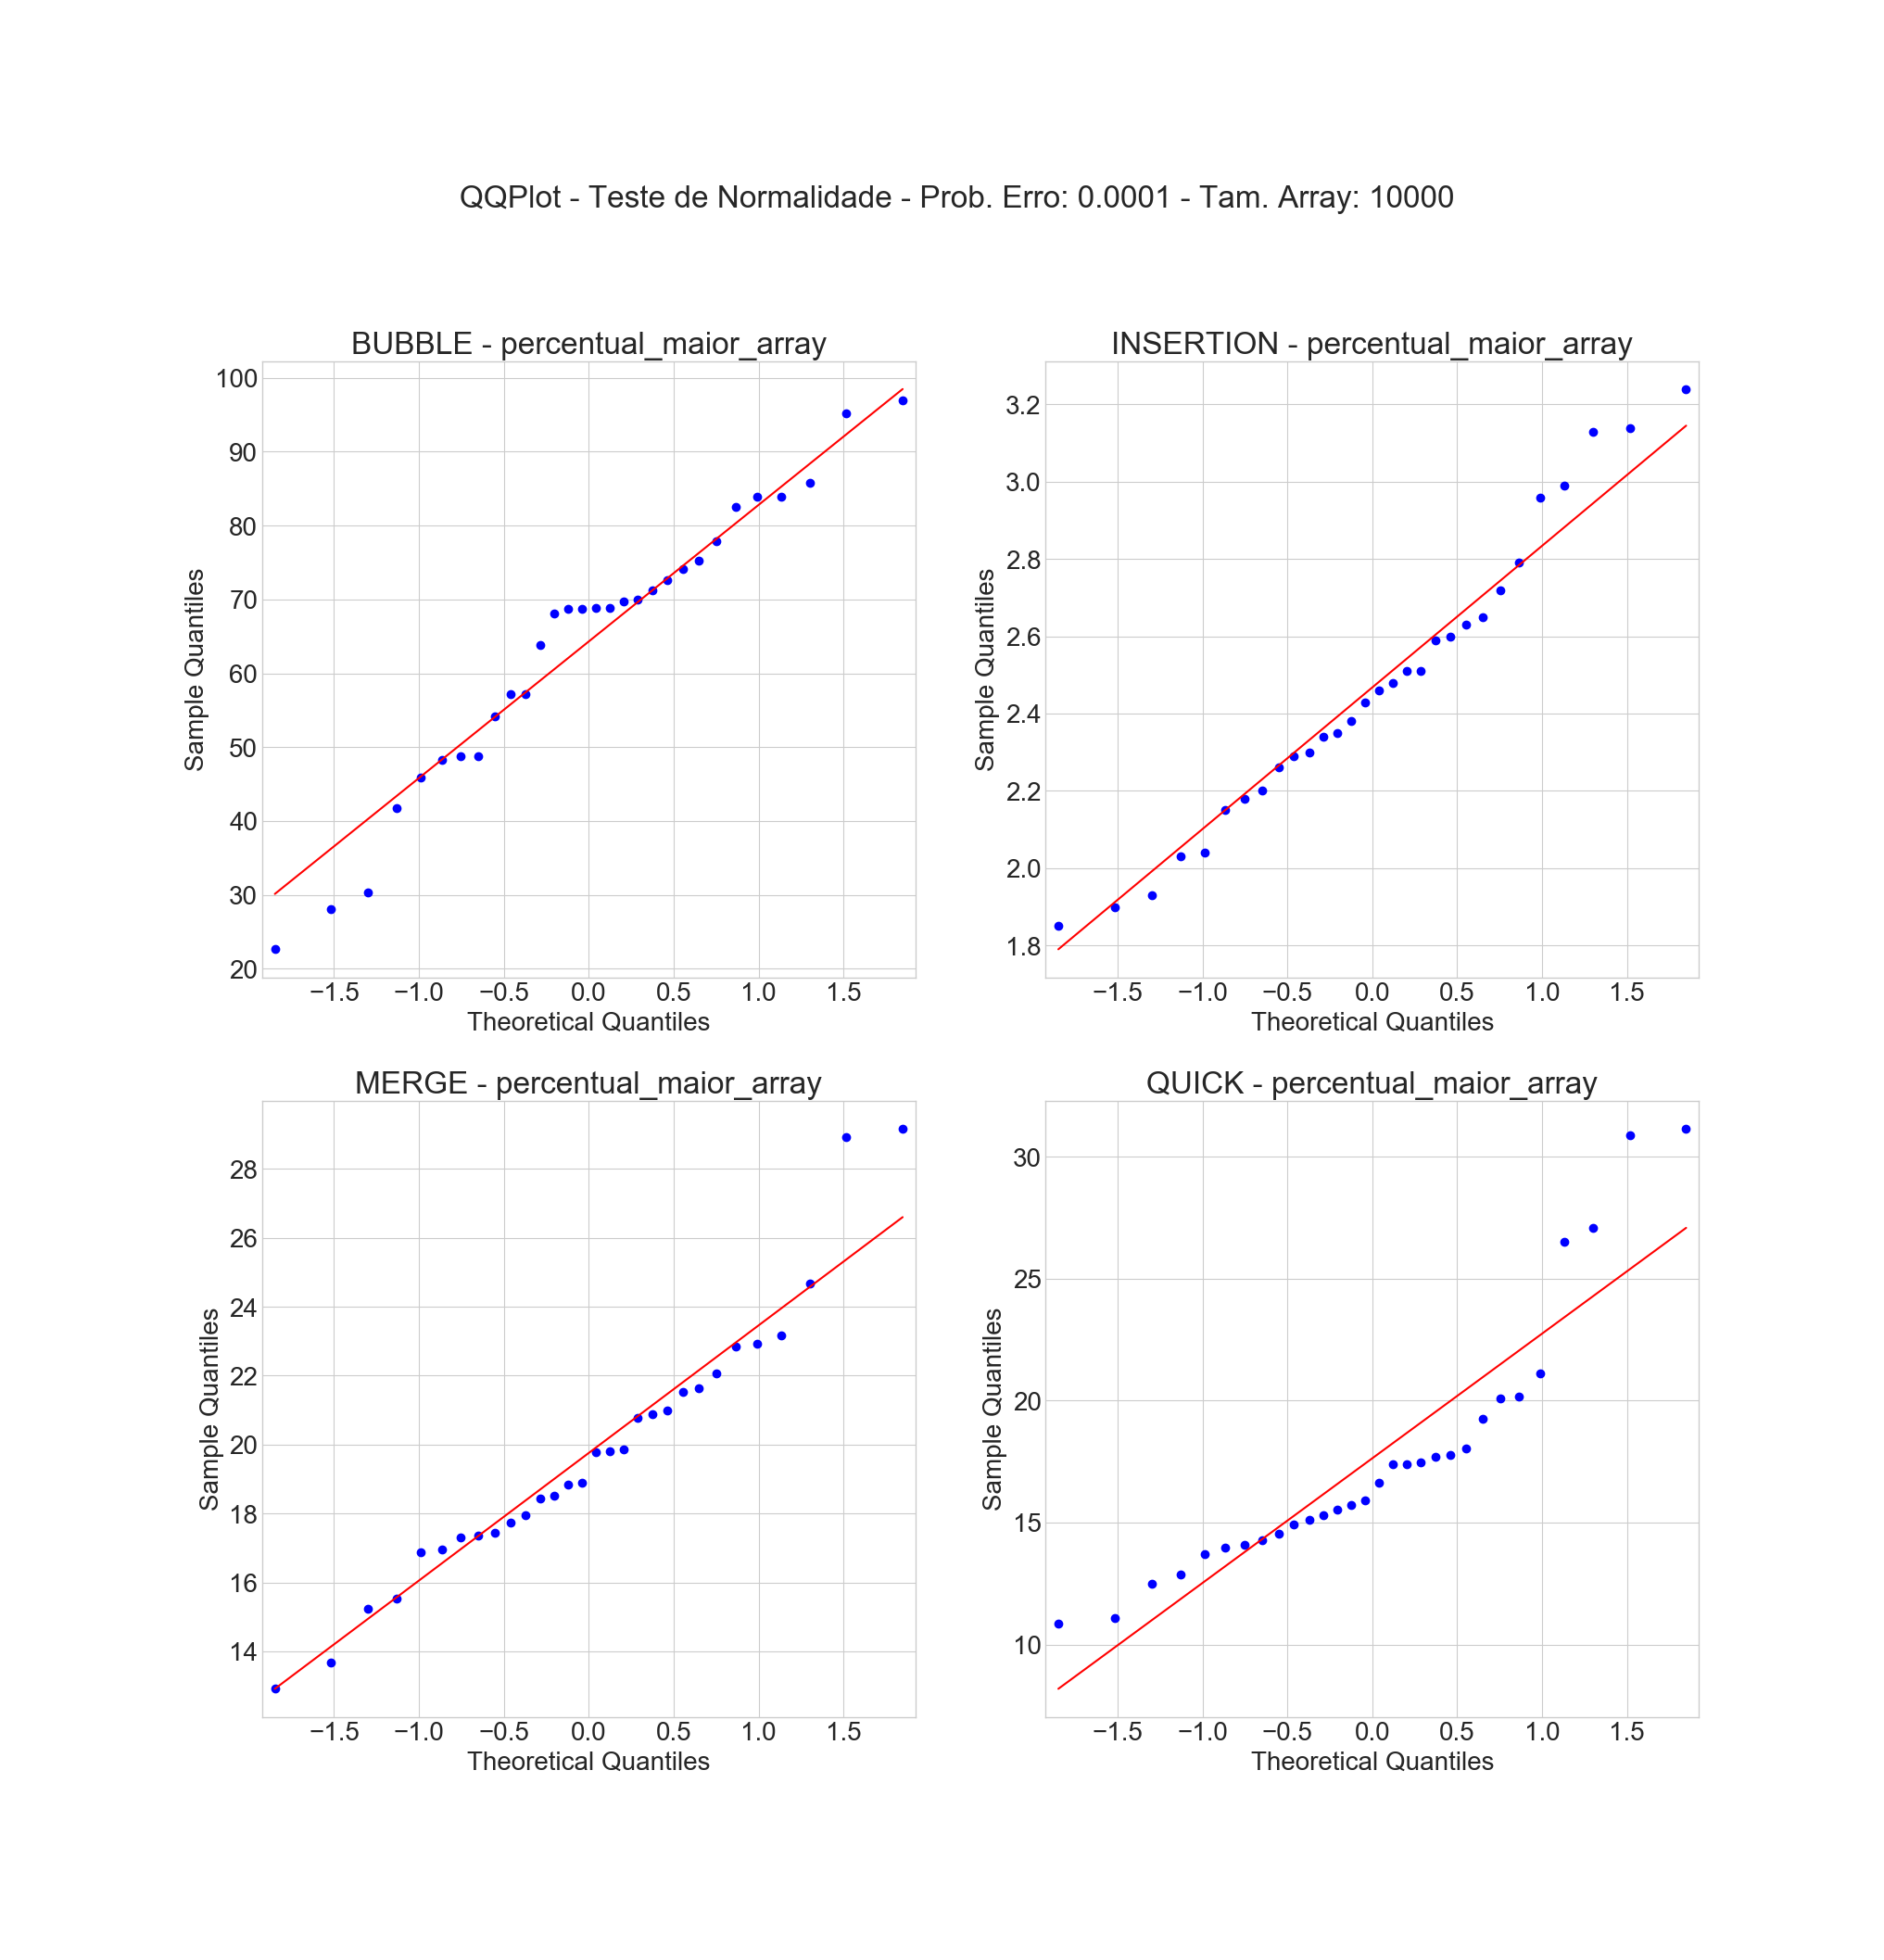 QQPlot - Teste de Normalidade - Prob. Erro: 0.0001 - Tam. Array: 10000
BUBBLE - percentual_maior_array
100
90
80
70
60
50
40
30
20
Sample Quantiles
−1.5 −1.0 −0.5 0.0 0.5 1.0 1.5
Theoretical Quantiles
INSERTION - percentual_maior_array
3.2
3.0
2.8
2.6
2.4
2.2
2.0
1.8
Sample Quantiles
−1.5 −1.0 −0.5 0.0 0.5 1.0 1.5
Theoretical Quantiles
MERGE - percentual_maior_array
28
26
24
22
20
18
16
14
Sample Quantiles
−1.5 −1.0 −0.5 0.0 0.5 1.0 1.5
Theoretical Quantiles
QUICK - percentual_maior_array
30
25
20
15
10
Sample Quantiles
−1.5 −1.0 −0.5 0.0 0.5 1.0 1.5
Theoretical Quantiles